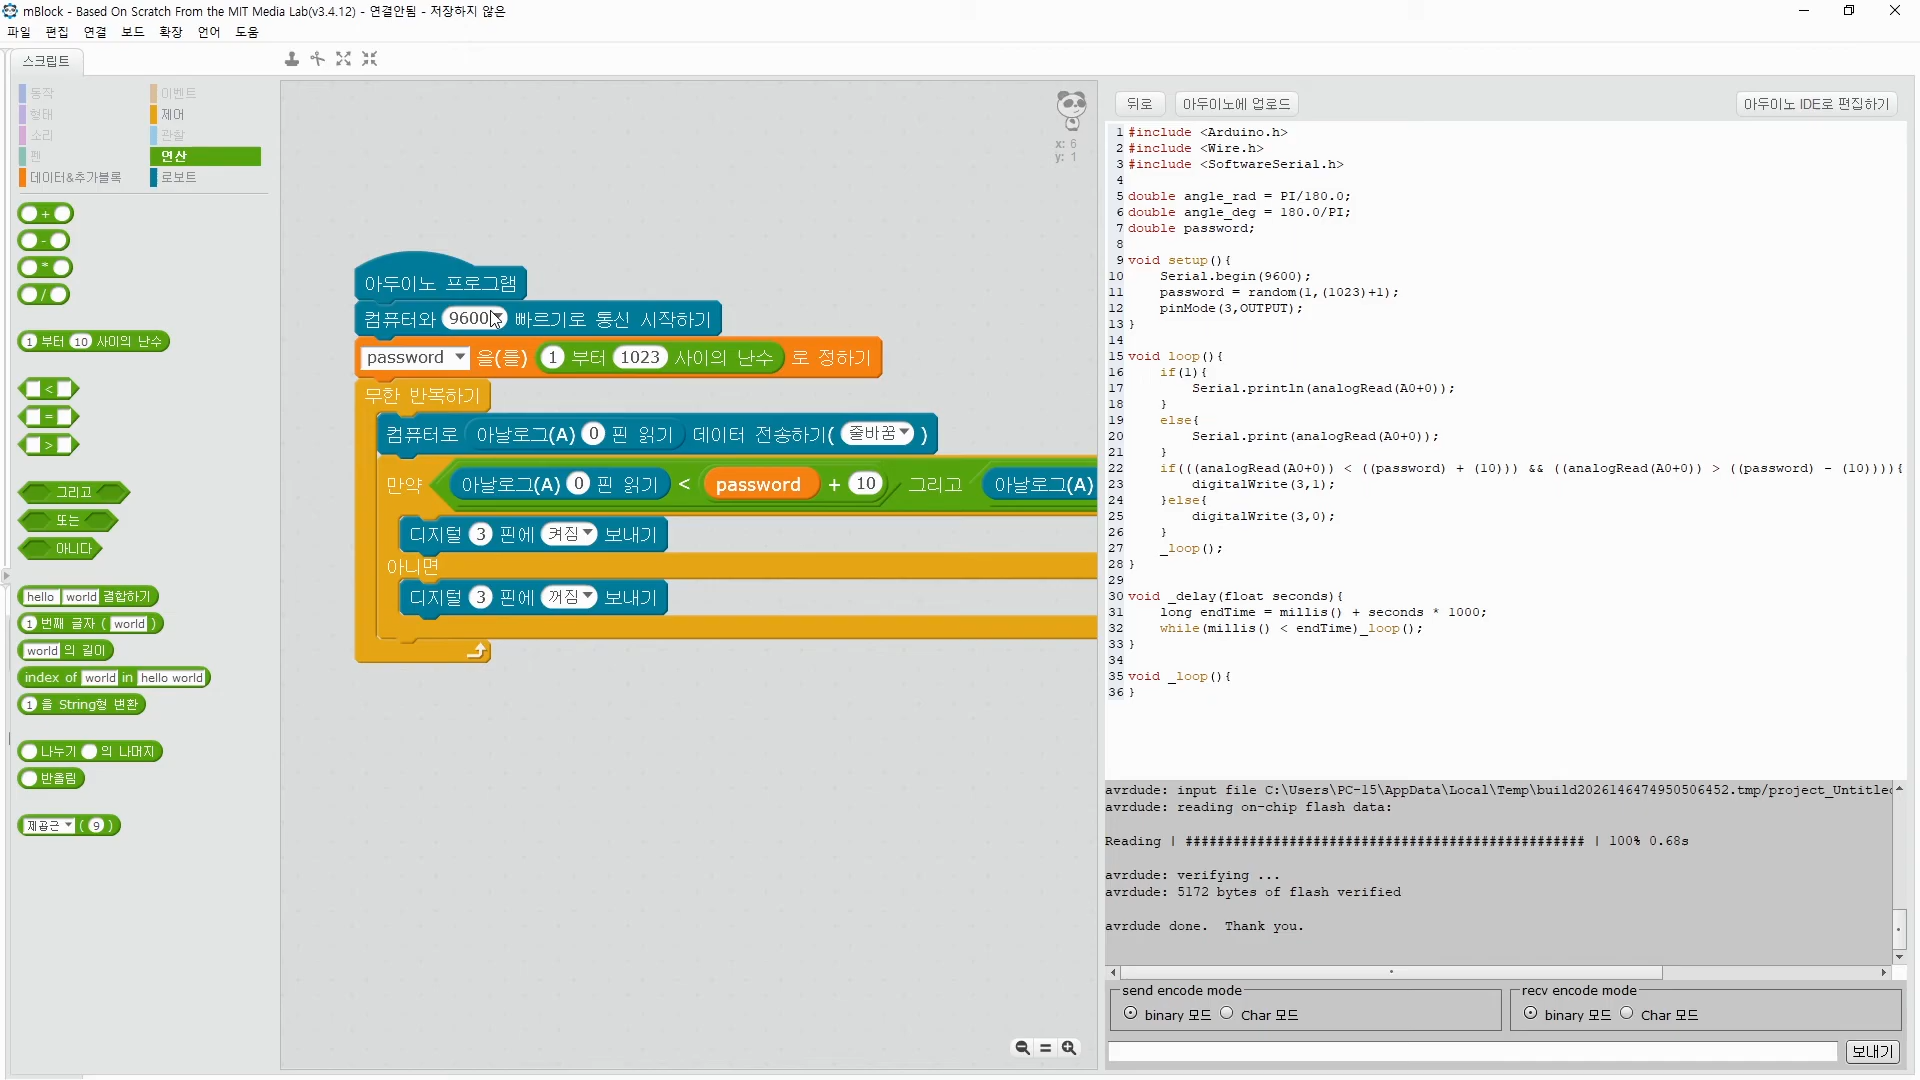 mBlock - Based On Scratch From the MIT Media Lab(v3.4.12) - 연결안됨 - 저장하지 않은
파일 편집 연결 보드 확장 언어 도움
스크립트
동작 이벤트
형태 제어
소리 관찰
펜 연산
데이터&추가블록 로보트
+
-
*
/
1 부터 10 사이의 난수
<
=
>
그리고
또는
아니다
hello world 결합하기
1 번째 글자 ( world )
world 의 길이
index of world in hello world
1 을 String형 변환
나누기 의 나머지
반올림
제곱근 ( 9 )
x: 6
y: 1
아두이노 프로그램
컴퓨터와 9600 빠르기로 통신 시작하기
password 을(를) 1 부터 1023 사이의 난수 로 정하기
무한 반복하기
컴퓨터로 아날로그(A) 0 핀 읽기 데이터 전송하기( 줄바꿈 )
만약 아날로그(A) 0 핀 읽기 < password + 10 그리고 아날로그(A)
디지털 3 핀에 켜짐 보내기
아니면
디지털 3 핀에 꺼짐 보내기
뒤로 아두이노에 업로드 아두이노 IDE로 편집하기
1 #include <Arduino.h>
2 #include <Wire.h>
3 #include <SoftwareSerial.h>
4
5 double angle_rad = PI/180.0;
6 double angle_deg = 180.0/PI;
7 double password;
8
9 void setup(){
10 Serial.begin(9600);
11 password = random(1,(1023)+1);
12 pinMode(3,OUTPUT);
13 }
14
15 void loop(){
16 if(1){
17 Serial.println(analogRead(A0+0));
18 }
19 else{
20 Serial.print(analogRead(A0+0));
21 }
22 if(((analogRead(A0+0)) < ((password) + (10))) && ((analogRead(A0+0)) > ((password) - (10)))){
23 digitalWrite(3,1);
24 }else{
25 digitalWrite(3,0);
26 }
27 _loop();
28 }
29
30 void _delay(float seconds){
31 long endTime = millis() + seconds * 1000;
32 while(millis() < endTime)_loop();
33 }
34
35 void _loop(){
36 }
avrdude: input file C:\Users\PC-15\AppData\Local\Temp\build2026146474950506452.tmp/project_Untitled
avrdude: reading on-chip flash data:
Reading | ################################################## | 100% 0.68s
avrdude: verifying ...
avrdude: 5172 bytes of flash verified
avrdude done.  Thank you.
send encode mode recv encode mode
binary 모드 Char 모드 binary 모드 Char 모드
보내기